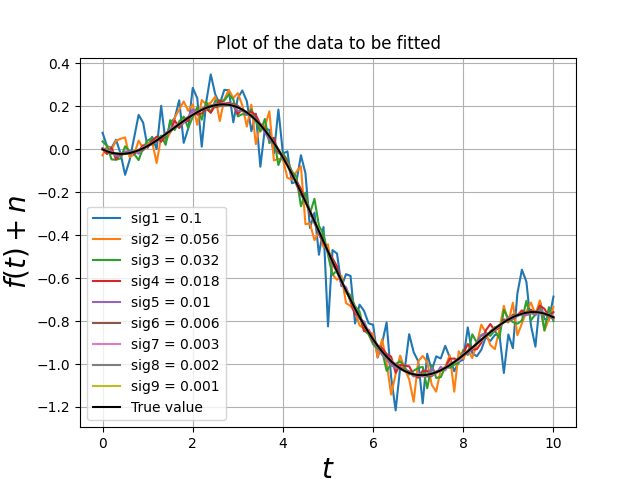 Plot of the data to be fitted
f(t) + n
0.4
0.2
0.0
−0.2
−0.4
−0.6
−0.8
−1.0
−1.2
sig1 = 0.1
sig2 = 0.056
sig3 = 0.032
sig4 = 0.018
sig5 = 0.01
sig6 = 0.006
sig7 = 0.003
sig8 = 0.002
sig9 = 0.001
True value
0 2 4 6 8 10
t